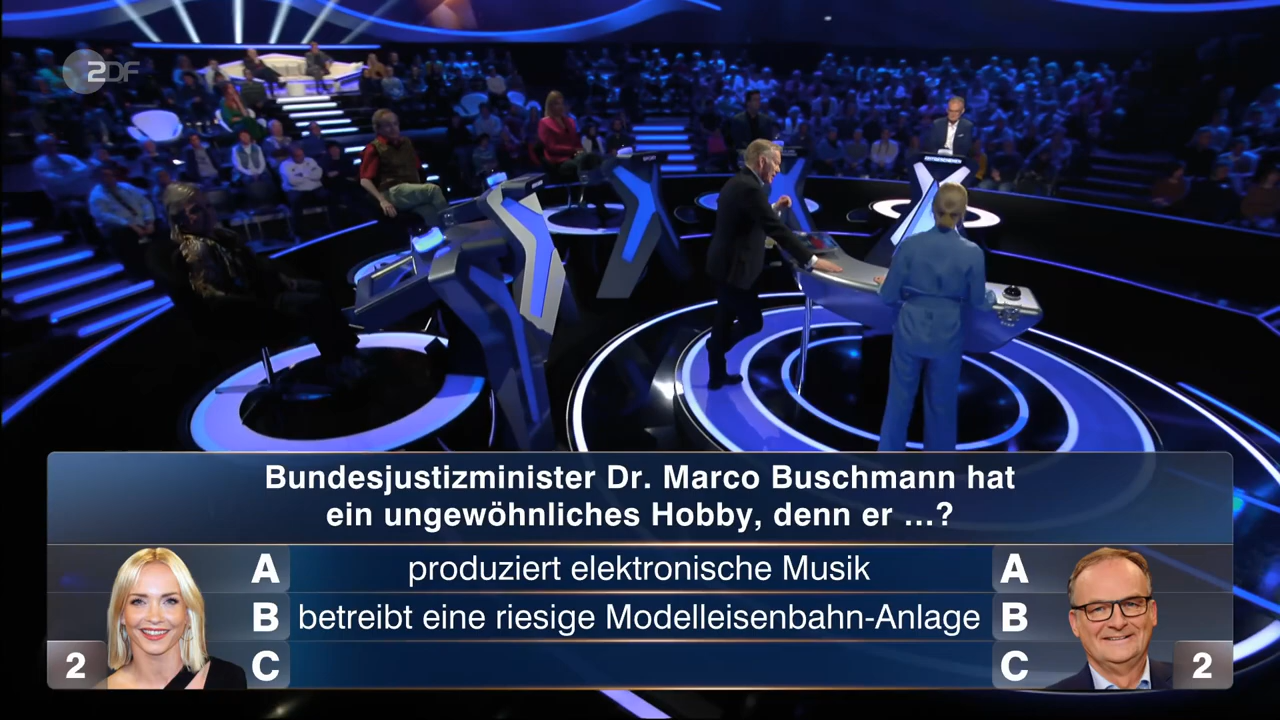 ZDF
Bundesjustizminister Dr. Marco Buschmann hat
ein ungewöhnliches Hobby, denn er ...?
A produziert elektronische Musik A
B betreibt eine riesige Modelleisenbahn-Anlage B
2 C C 2